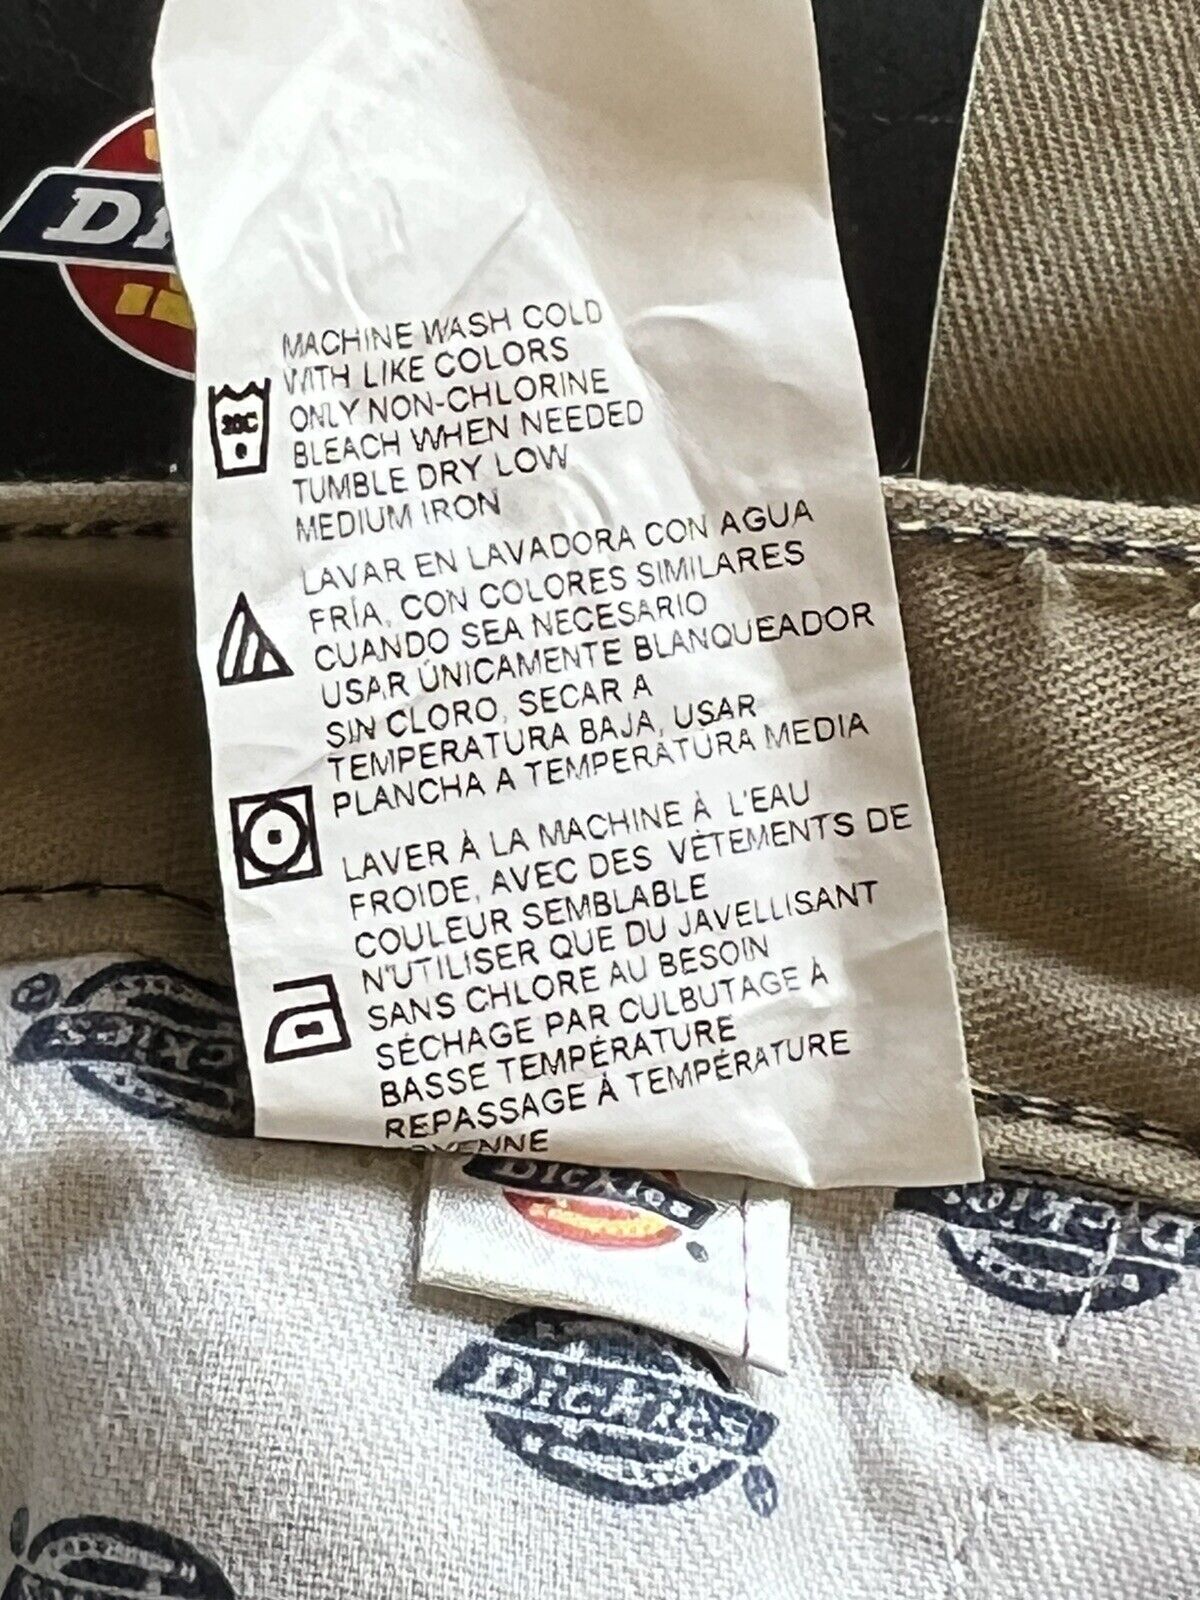 MACHINE WASH COLD
WITH LIKE COLORS
ONLY NON-CHLORINE
BLEACH WHEN NEEDED
TUMBLE DRY LOW
MEDIUM IRON
LAVAR EN LAVADORA CON AGUA
FRÍA, CON COLORES SIMILARES
CUANDO SEA NECESARIO
USAR ÚNICAMENTE BLANQUEADOR
SIN CLORO, SECAR A
TEMPERATURA BAJA, USAR
PLANCHA A TEMPERATURA MEDIA
LAVER À LA MACHINE À L'EAU
FROIDE, AVEC DES VÊTEMENTS DE
COULEUR SEMBLABLE
N'UTILISER QUE DU JAVELLISANT
SANS CHLORE AU BESOIN
SÉCHAGE PAR CULBUTAGE À
BASSE TEMPÉRATURE
REPASSAGE À TEMPÉRATURE
Dickies
Dickies
Dickies
Dickies